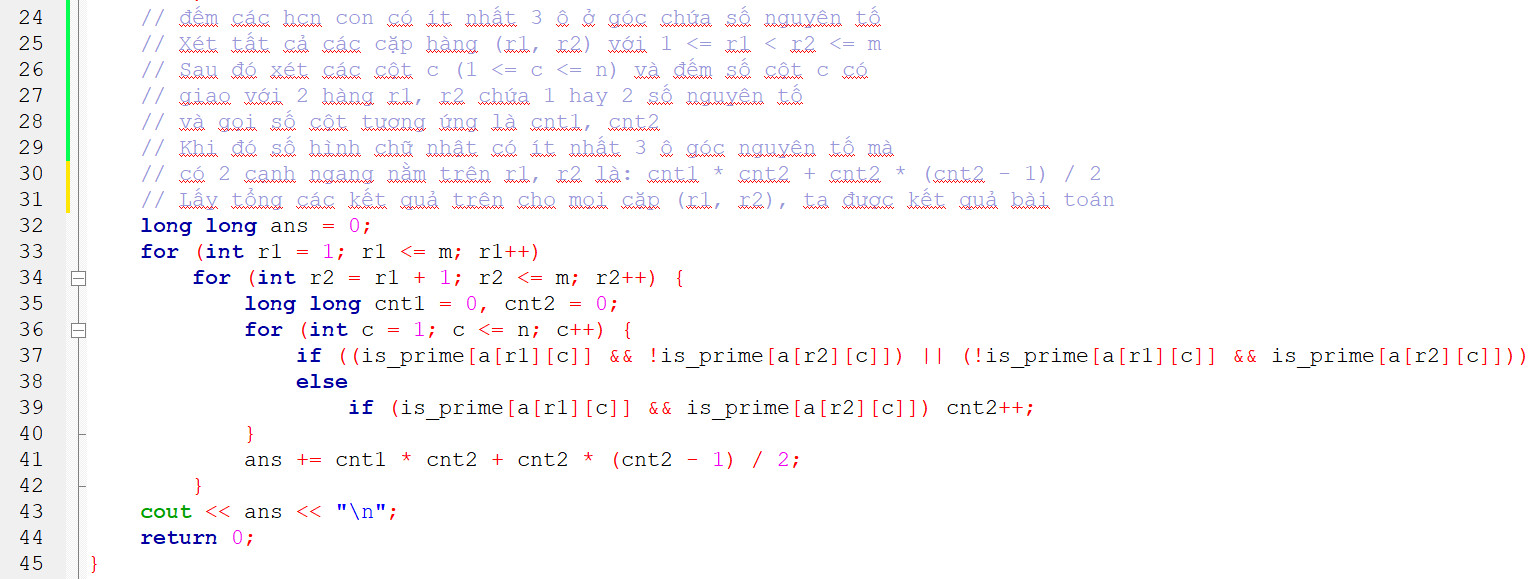 24 // đếm các hcn con có ít nhất 3 ô ở góc chứa số nguyên tố
25 // Xét tất cả các cặp hàng (r1, r2) với 1 <= r1 < r2 <= m
26 // Sau đó xét các cột c (1 <= c <= n) và đếm số cột c có
27 // giao với 2 hàng r1, r2 chứa 1 hay 2 số nguyên tố
28 // và gọi số cột tương ứng là cnt1, cnt2
29 // Khi đó số hình chữ nhật có ít nhất 3 ô góc nguyên tố mà
30 // có 2 cạnh ngang nằm trên r1, r2 là: cnt1 * cnt2 + cnt2 * (cnt2 - 1) / 2
31 // Lấy tổng các kết quả trên cho mọi cặp (r1, r2), ta được kết quả bài toán
32 long long ans = 0;
33 for (int r1 = 1; r1 <= m; r1++)
34 for (int r2 = r1 + 1; r2 <= m; r2++) {
35 long long cnt1 = 0, cnt2 = 0;
36 for (int c = 1; c <= n; c++) {
37 if ((is_prime[a[r1][c]] && !is_prime[a[r2][c]]) || (!is_prime[a[r1][c]] && is_prime[a[r2][c]]))
38 else
39 if (is_prime[a[r1][c]] && is_prime[a[r2][c]]) cnt2++;
40 }
41 ans += cnt1 * cnt2 + cnt2 * (cnt2 - 1) / 2;
42 }
43 cout << ans << "\n";
44 return 0;
45 }